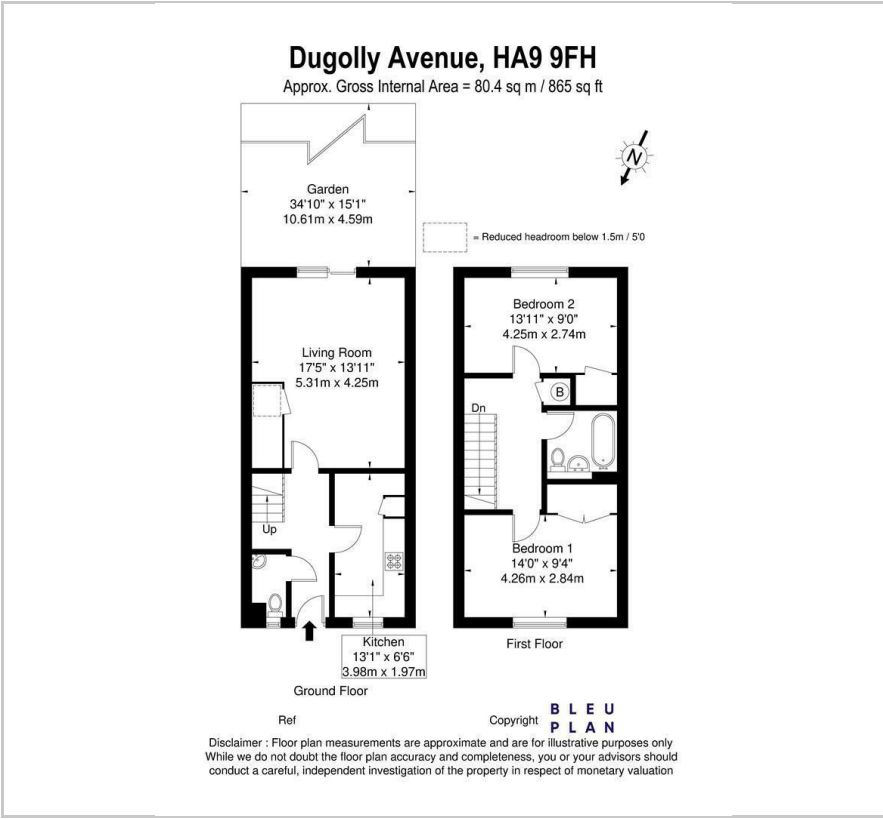 Dugolly Avenue, HA9 9FH
Approx. Gross Internal Area = 80.4 sq m / 865 sq ft
N
Garden
34'10" x 15'1"
10.61m x 4.59m
= Reduced headroom below 1.5m / 5'0
Living Room
17'5" x 13'11"
5.31m x 4.25m
Up
Kitchen
13'1" x 6'6"
3.98m x 1.97m
Ground Floor
Bedroom 2
13'11" x 9'0"
4.25m x 2.74m
B
Dn
Bedroom 1
14'0" x 9'4"
4.26m x 2.84m
First Floor
Ref
Copyright
BLEU
PLAN
Disclaimer : Floor plan measurements are approximate and are for illustrative purposes only
While we do not doubt the floor plan accuracy and completeness, you or your advisors should
conduct a careful, independent investigation of the property in respect of monetary valuation